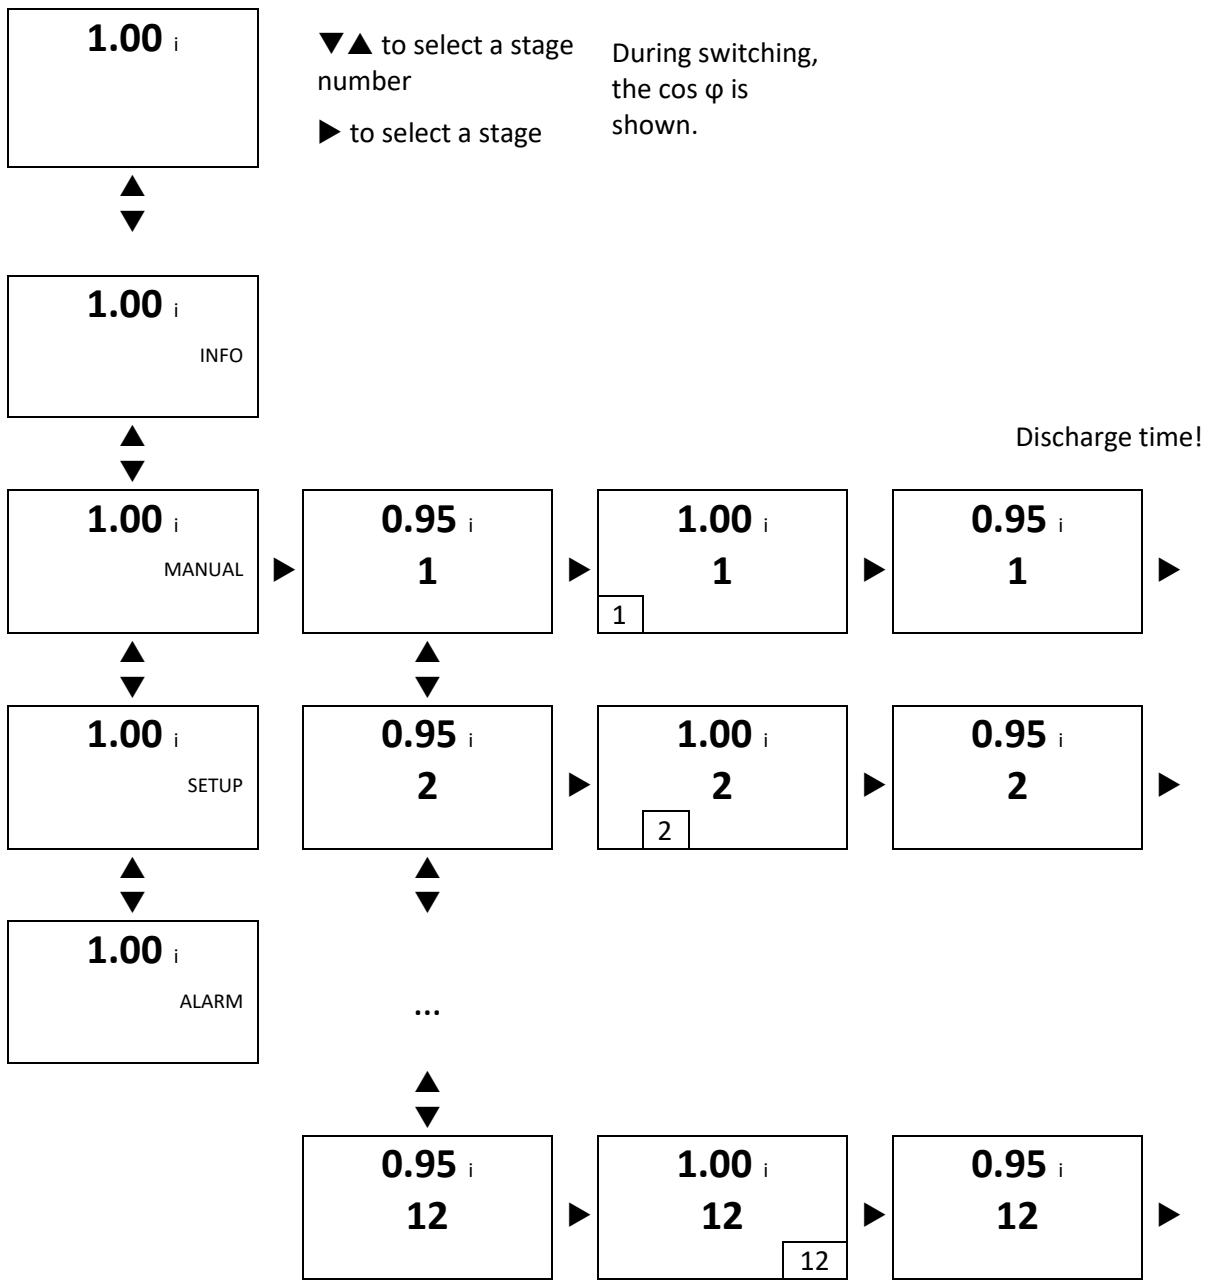 1.00 i
▼▲ to select a stage
number
▶ to select a stage
During switching,
the cos φ is
shown.
▲
▼
1.00 i
INFO
▲
▼
Discharge time!
1.00 i
MANUAL
▶
0.95 i
1
▶
1.00 i
1
1
▶
0.95 i
1
▶
▲
▼
▲
▼
1.00 i
SETUP
0.95 i
2
▶
1.00 i
2
2
▶
0.95 i
2
▶
▲
▼
▲
▼
1.00 i
ALARM
...
▲
▼
0.95 i
12
▶
1.00 i
12
12
▶
0.95 i
12
▶